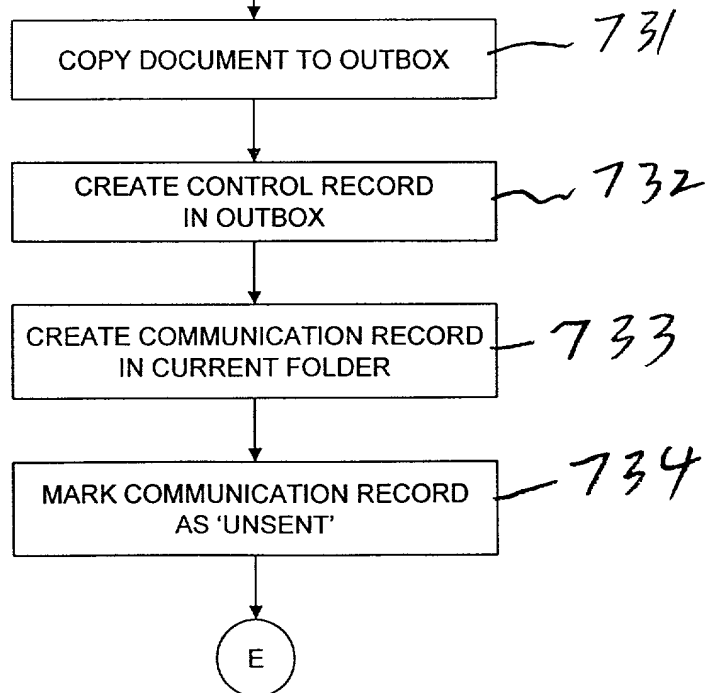 COPY DOCUMENT TO OUTBOX
731
CREATE CONTROL RECORD
IN OUTBOX
732
CREATE COMMUNICATION RECORD
IN CURRENT FOLDER
733
MARK COMMUNICATION RECORD
AS ‘UNSENT’
734
E